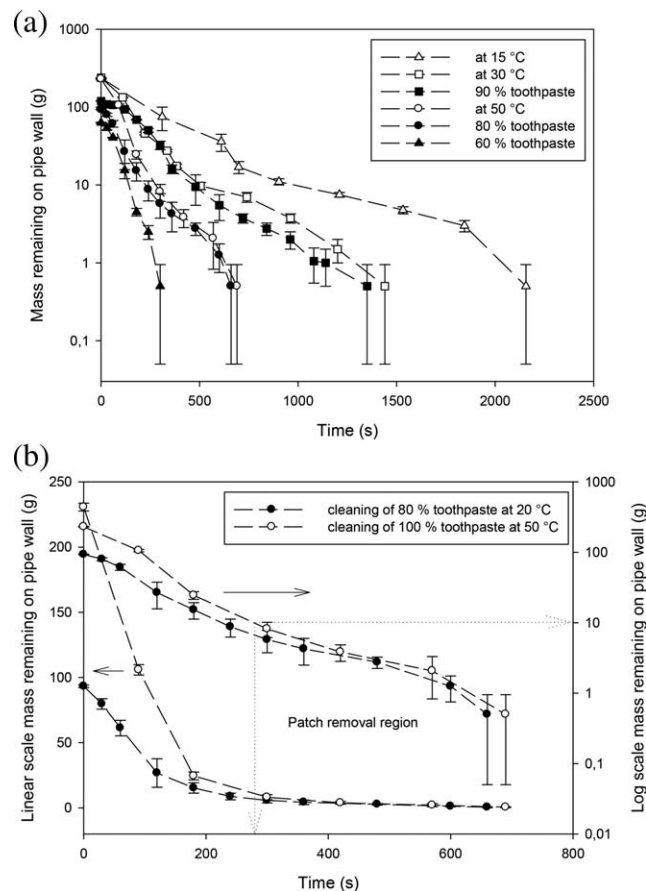 (a)
1000
100
10
1
0,1
Mass remaining on pipe wall (g)
at 15 °C
at 30 °C
90 % toothpaste
at 50 °C
80 % toothpaste
60 % toothpaste
0 500 1000 1500 2000 2500
Time (s)
(b)
250
200
150
100
50
0
Linear scale mass remaining on pipe wall (g)
cleaning of 80 % toothpaste at 20 °C
cleaning of 100 % toothpaste at 50 °C
Patch removal region
1000
100
10
1
0,1
0,01
Log scale mass remaining on pipe wall (g)
0 200 400 600 800
Time (s)